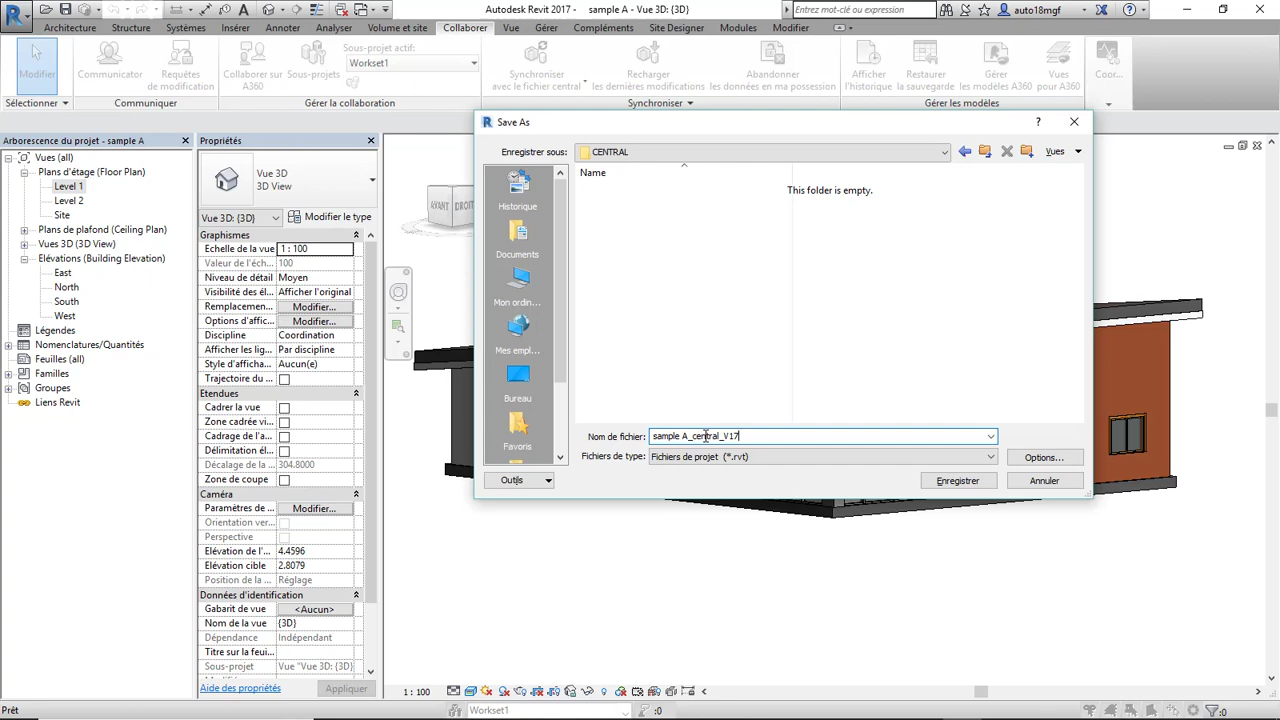 Autodesk Revit 2017 - sample A - Vue 3D: {3D}
Entrez mot-clé ou expression
auto18mgf
Architecture Structure Systèmes Insérer Annoter Analyser Volume et site Collaborer Vue Gérer Compléments Site Designer Modules Modifier
Modifier
Communicator
Requêtes
de modification
Collaborer sur
A360
Sous-projets
Sous-projet actif:
Workset1
Synchroniser
avec le fichier central
Recharger
les dernières modifications
Abandonner
les données en ma possession
Afficher
l'historique
Restaurer
la sauvegarde
Gérer
les modèles A360
Vues
pour A360
Coor...
Sélectionner
Communiquer
Gérer la collaboration
Synchroniser
Gérer les modèles
Arborescence du projet - sample A
Vues (all)
Plans d'étage (Floor Plan)
Level 1
Level 2
Site
Plans de plafond (Ceiling Plan)
Vues 3D (3D View)
Elévations (Building Elevation)
East
North
South
West
Légendes
Nomenclatures/Quantités
Feuilles (all)
Familles
Groupes
Liens Revit
Propriétés
Vue 3D
3D View
Vue 3D: {3D}
Modifier le type
Graphismes
Echelle de la vue 1 : 100
Valeur de l'éch... 100
Niveau de détail Moyen
Visibilité des él... Afficher l'original
Remplacemen... Modifier...
Options d'affic... Modifier...
Discipline Coordination
Afficher les lig... Par discipline
Style d'afficha... Aucun(e)
Trajectoire du ...
Etendues
Cadrer la vue
Zone cadrée vi...
Cadrage de l'a...
Délimitation él...
Décalage de la... 304.8000
Zone de coupe
Caméra
Paramètres de ... Modifier...
Orientation ver...
Perspective
Elévation de l'... 4.4596
Elévation cible 2.8079
Position de la ... Réglage
Données d'identification
Gabarit de vue <Aucun>
Nom de la vue {3D}
Dépendance Indépendant
Titre sur la feui...
Sous-projet Vue "Vue 3D: {3D}
Aide des propriétés
Appliquer
AVANT DROIT
Save As
Enregistrer sous: CENTRAL
Vues
Name
This folder is empty.
Historique
Documents
Mon ordin...
Mes empl...
Bureau
Favoris
Nom de fichier: sample A_central_V17
Fichiers de type: Fichiers de projet (*.rvt)
Options...
Outils
Enregistrer
Annuler
1 : 100
Prêt
Workset1
:0
:0